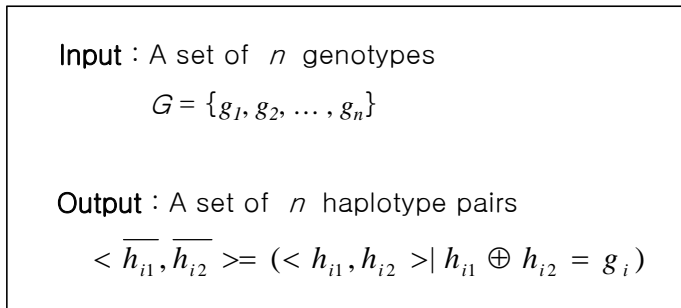 Input : A set of n genotypes
G = {g₁, g₂, … , gₙ}
Output : A set of n haplotype pairs
< h̅ᵢ₁, h̅ᵢ₂ >= (< hᵢ₁, hᵢ₂ >| hᵢ₁ ⊕ hᵢ₂ = gᵢ)